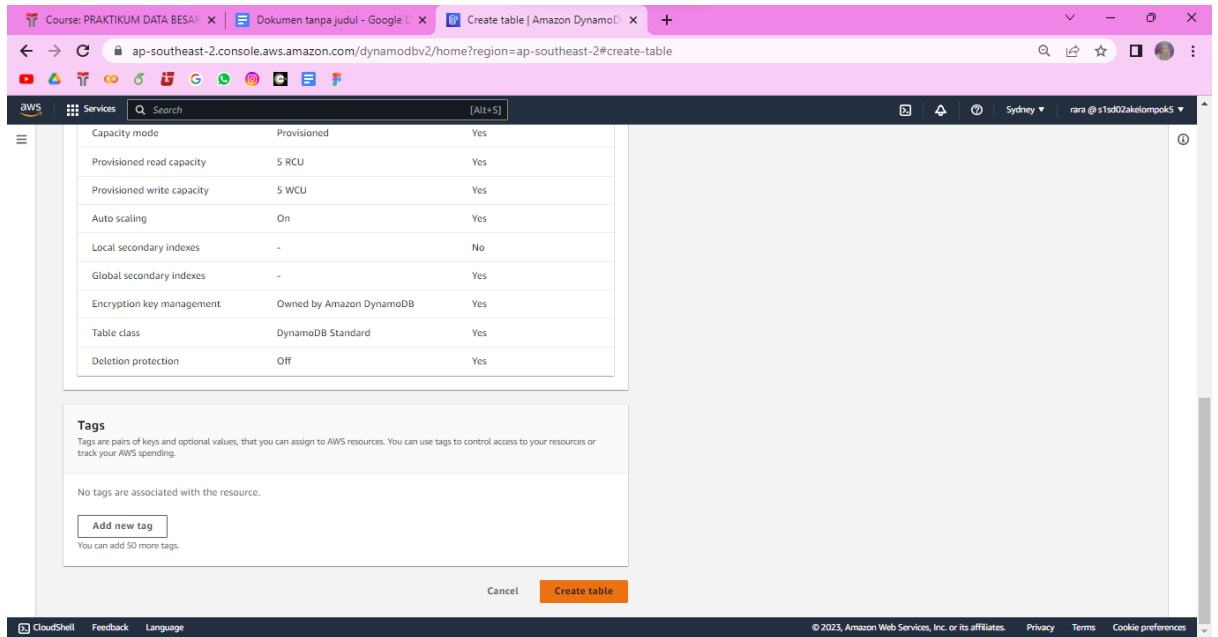 Course: PRAKTIKUM DATA BESAR
Dokumen tanpa judul - Google D
Create table | Amazon DynamoD
ap-southeast-2.console.aws.amazon.com/dynamodbv2/home?region=ap-southeast-2#create-table
aws
Services
Search
[Alt+S]
Sydney
rara @ s1sd02akelompok5
Capacity mode Provisioned Yes
Provisioned read capacity 5 RCU Yes
Provisioned write capacity 5 WCU Yes
Auto scaling On Yes
Local secondary indexes - No
Global secondary indexes - Yes
Encryption key management Owned by Amazon DynamoDB Yes
Table class DynamoDB Standard Yes
Deletion protection Off Yes
Tags
Tags are pairs of keys and optional values, that you can assign to AWS resources. You can use tags to control access to your resources or
track your AWS spending.
No tags are associated with the resource.
Add new tag
You can add 50 more tags.
Cancel Create table
CloudShell Feedback Language © 2023, Amazon Web Services, Inc. or its affiliates. Privacy Terms Cookie preferences